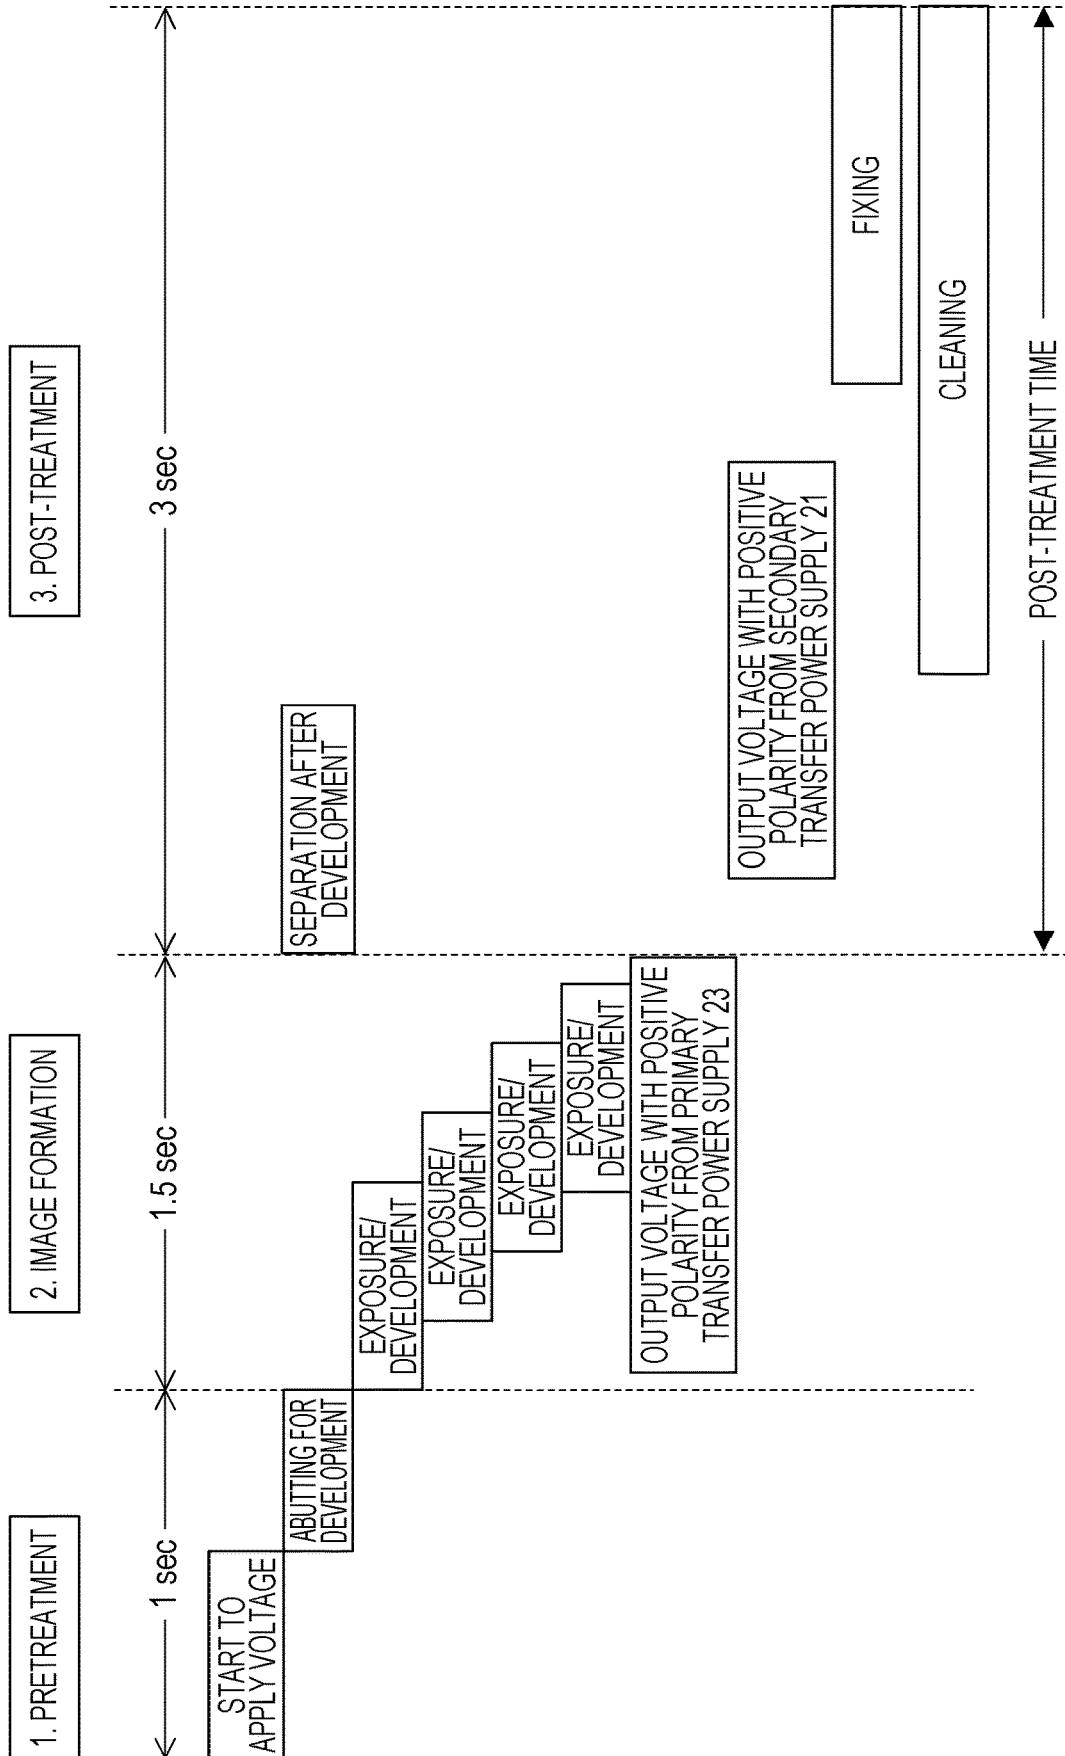 1. PRETREATMENT
2. IMAGE FORMATION
3. POST-TREATMENT
1 sec
1.5 sec
3 sec
START TO
APPLY VOLTAGE
ABUTTING FOR
DEVELOPMENT
SEPARATION AFTER
DEVELOPMENT
EXPOSURE/
DEVELOPMENT
EXPOSURE/
DEVELOPMENT
EXPOSURE/
DEVELOPMENT
EXPOSURE/
DEVELOPMENT
OUTPUT VOLTAGE WITH POSITIVE
POLARITY FROM PRIMARY
TRANSFER POWER SUPPLY 23
OUTPUT VOLTAGE WITH POSITIVE
POLARITY FROM SECONDARY
TRANSFER POWER SUPPLY 21
FIXING
CLEANING
POST-TREATMENT TIME